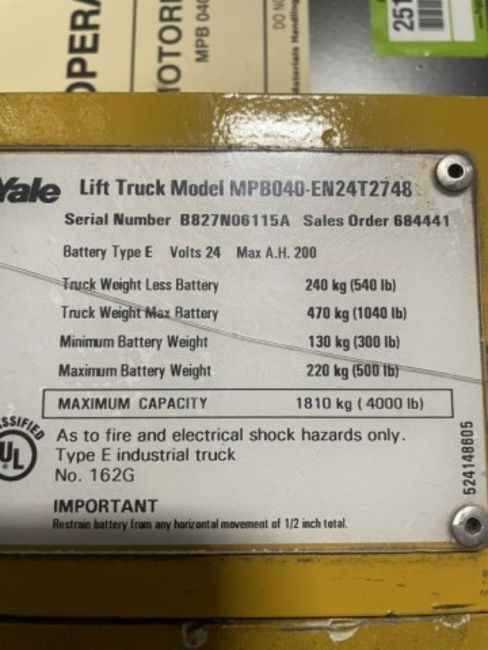 OPERA
MOTORI
MPB 040
DO NO
Materials Handling
251
Yale Lift Truck Model MPB040-EN24T2748
Serial Number B827N06115A Sales Order 684441
Battery Type E Volts 24 Max A.H. 200
Truck Weight Less Battery 240 kg (540 lb)
Truck Weight Max Battery 470 kg (1040 lb)
Minimum Battery Weight 130 kg (300 lb)
Maximum Battery Weight 220 kg (500 lb)
MAXIMUM CAPACITY 1810 kg ( 4000 lb)
SSIFIED
UL
As to fire and electrical shock hazards only.
Type E industrial truck
No. 162G
IMPORTANT
Restrain battery from any horizontal movement of 1/2 inch total.
524148605